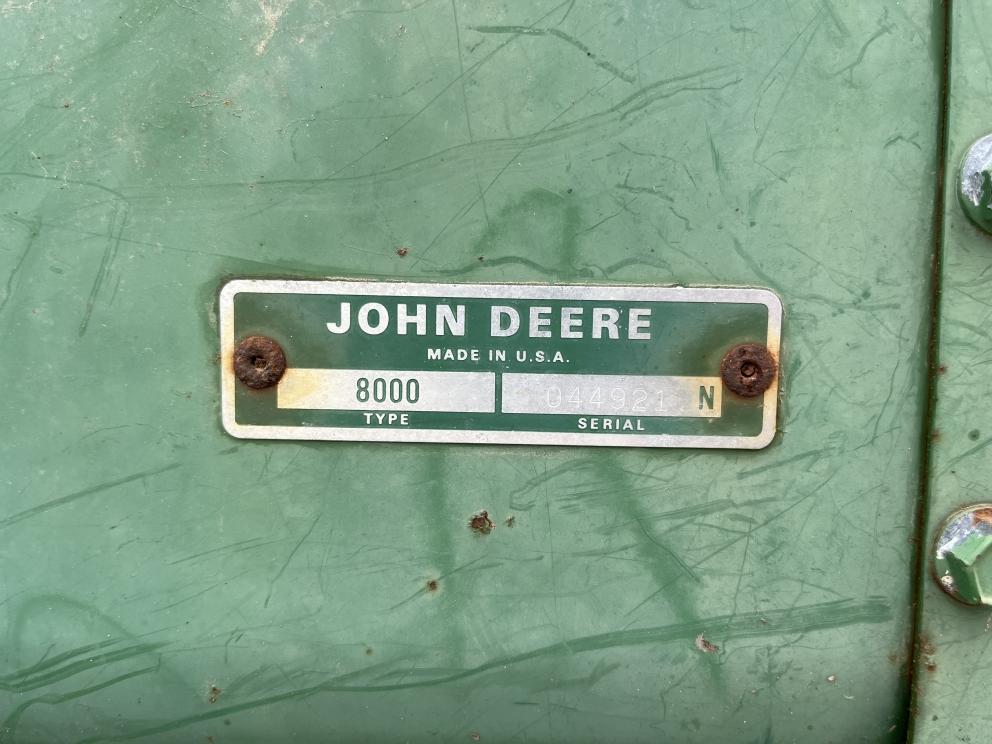 JOHN DEERE
MADE IN U.S.A.
8000 044921 N
TYPE SERIAL